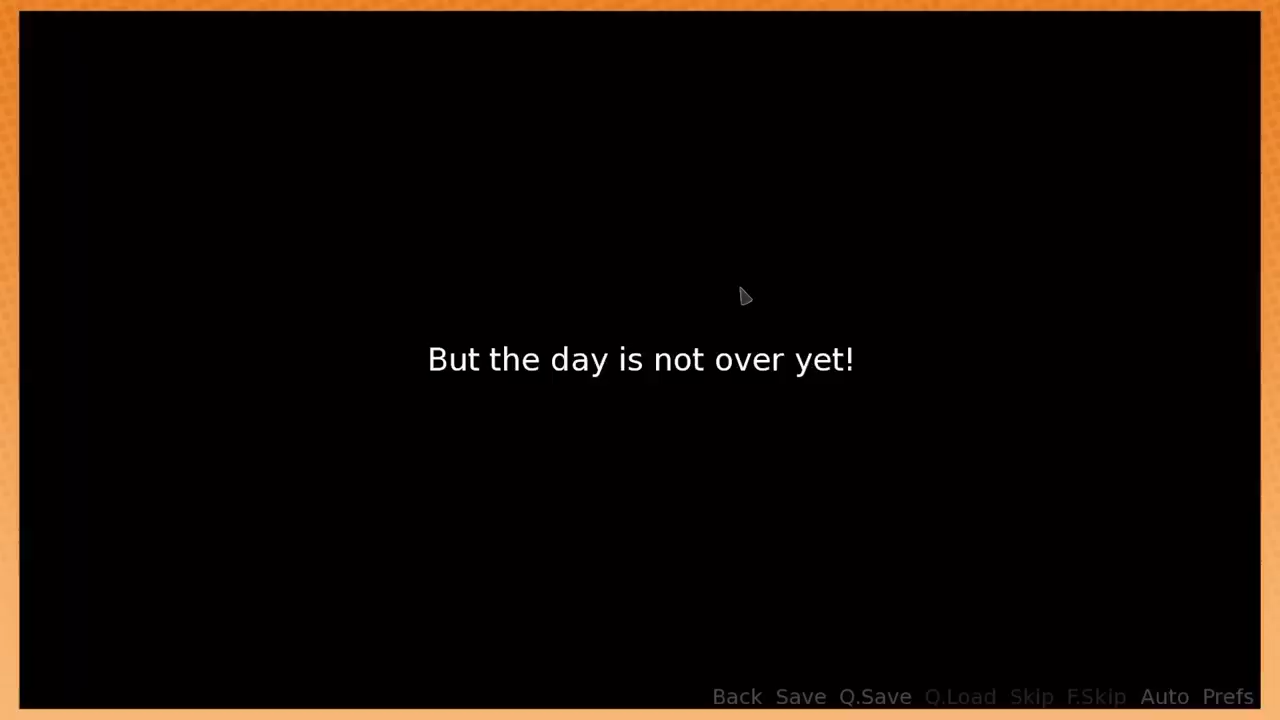 But the day is not over yet!
Back Save Q.Save Q.Load Skip F.Skip Auto Prefs